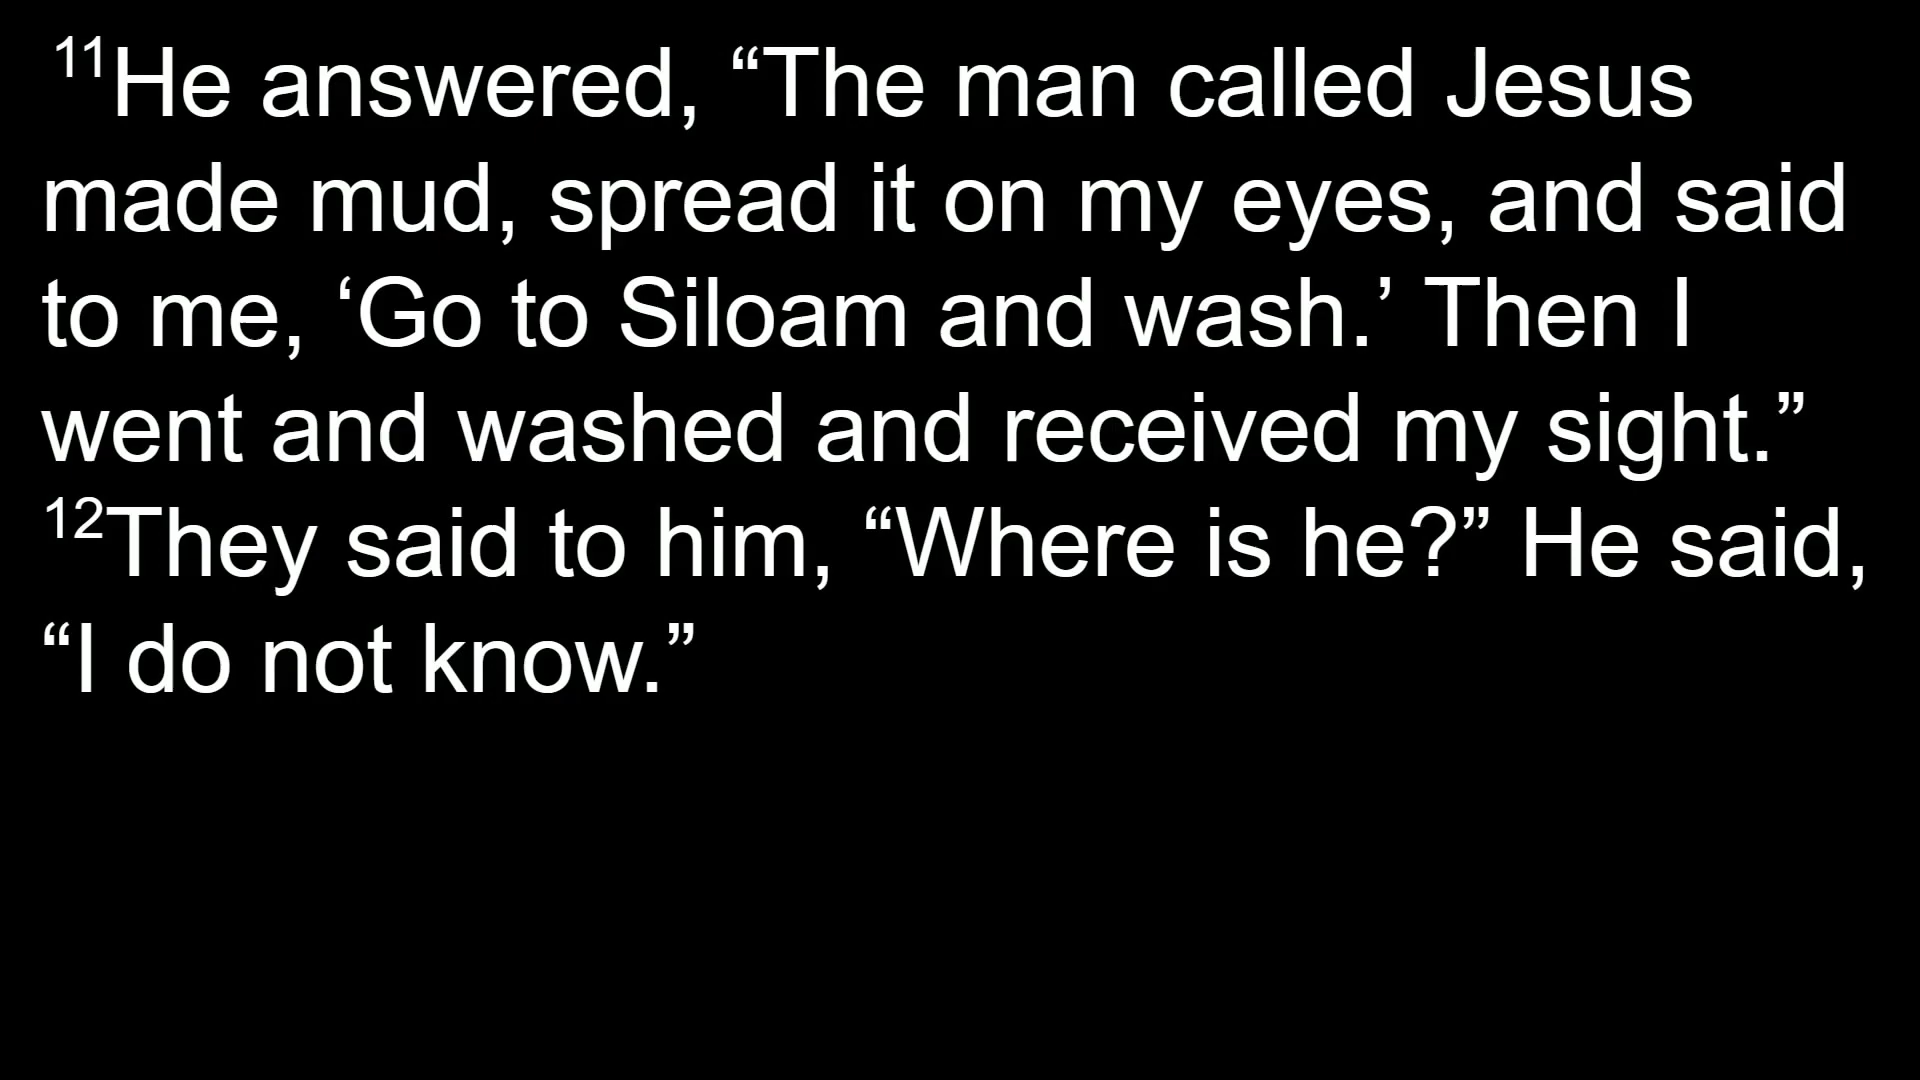 ¹¹He answered, “The man called Jesus
made mud, spread it on my eyes, and said
to me, ‘Go to Siloam and wash.’ Then I
went and washed and received my sight.”
¹²They said to him, “Where is he?” He said,
“I do not know.”